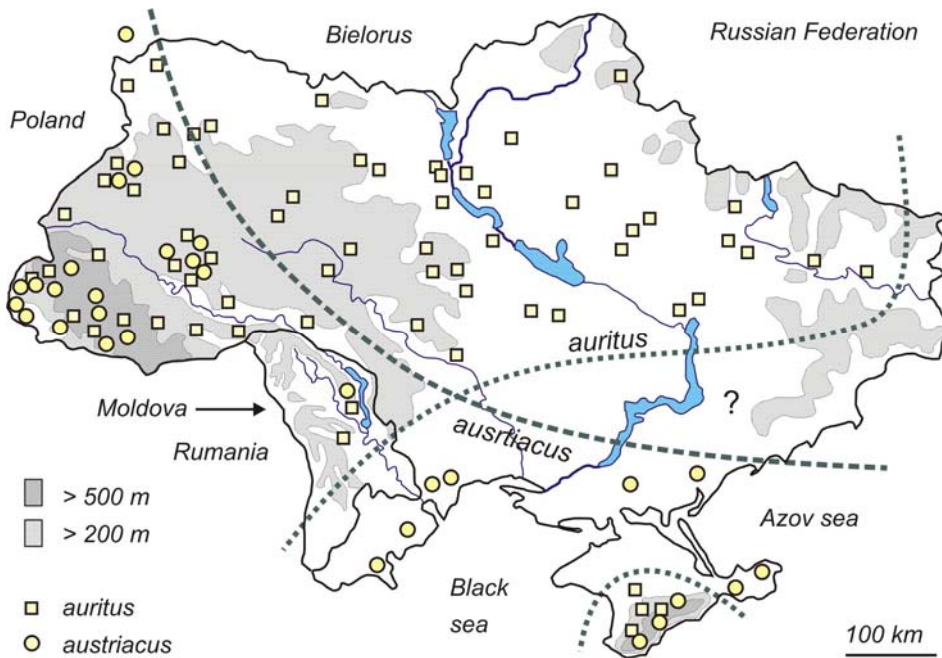 Bielorus
Russian Federation
Poland
auritus
Moldova
ausrtiacus
?
Rumania
> 500 m
> 200 m
Azov sea
Black
sea
auritus
austriacus
100 km